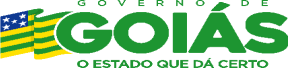 GOVERNO DE
GOIÁS
O ESTADO QUE DÁ CERTO